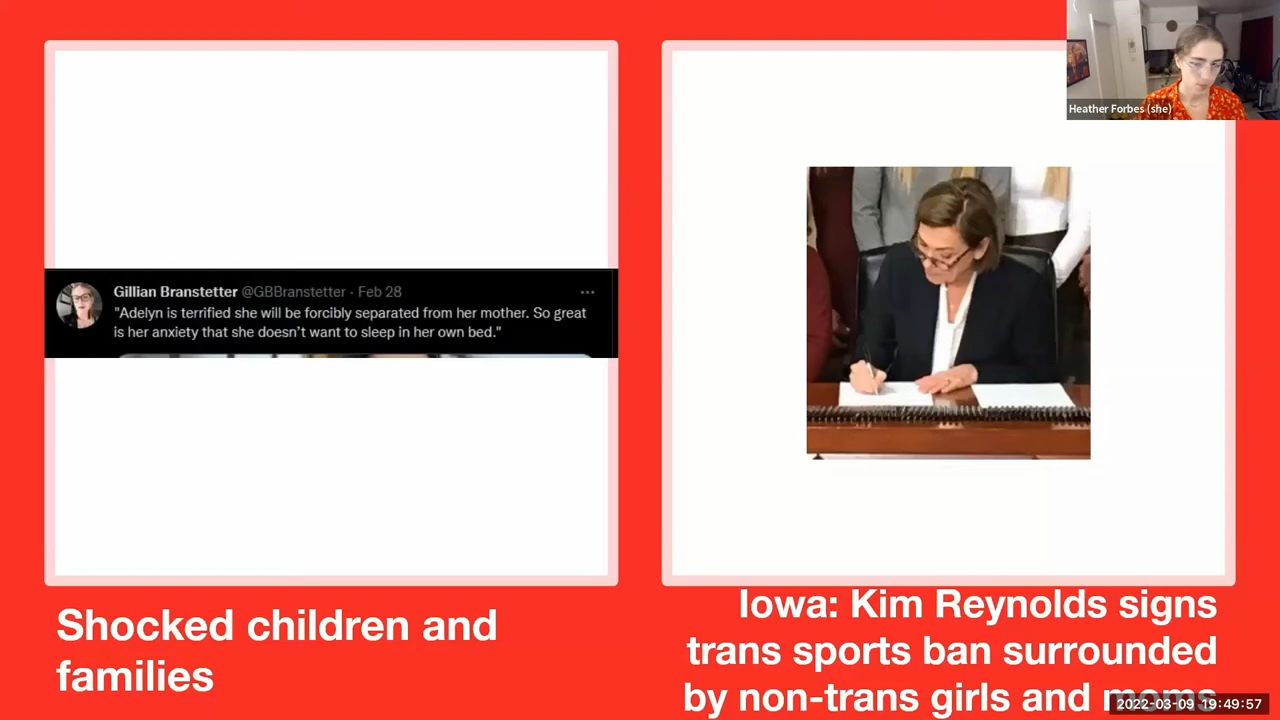 Heather Forbes (she)
Gillian Branstetter @GBBranstetter · Feb 28
"Adelyn is terrified she will be forcibly separated from her mother. So great
is her anxiety that she doesn't want to sleep in her own bed."
Shocked children and
families
Iowa: Kim Reynolds signs
trans sports ban surrounded
by non-trans girls and moms
2022-03-09 19:49:57